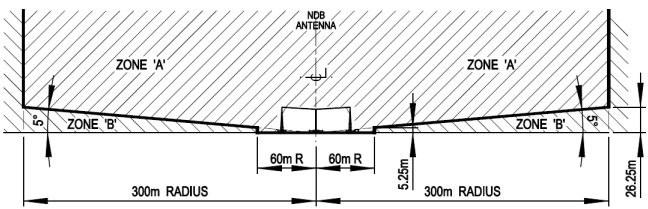 NDB
ANTENNA
ZONE 'A'
ZONE 'A'
5°
ZONE 'B'
ZONE 'B'
5°
60m R
60m R
5.25m
26.25m
300m RADIUS
300m RADIUS